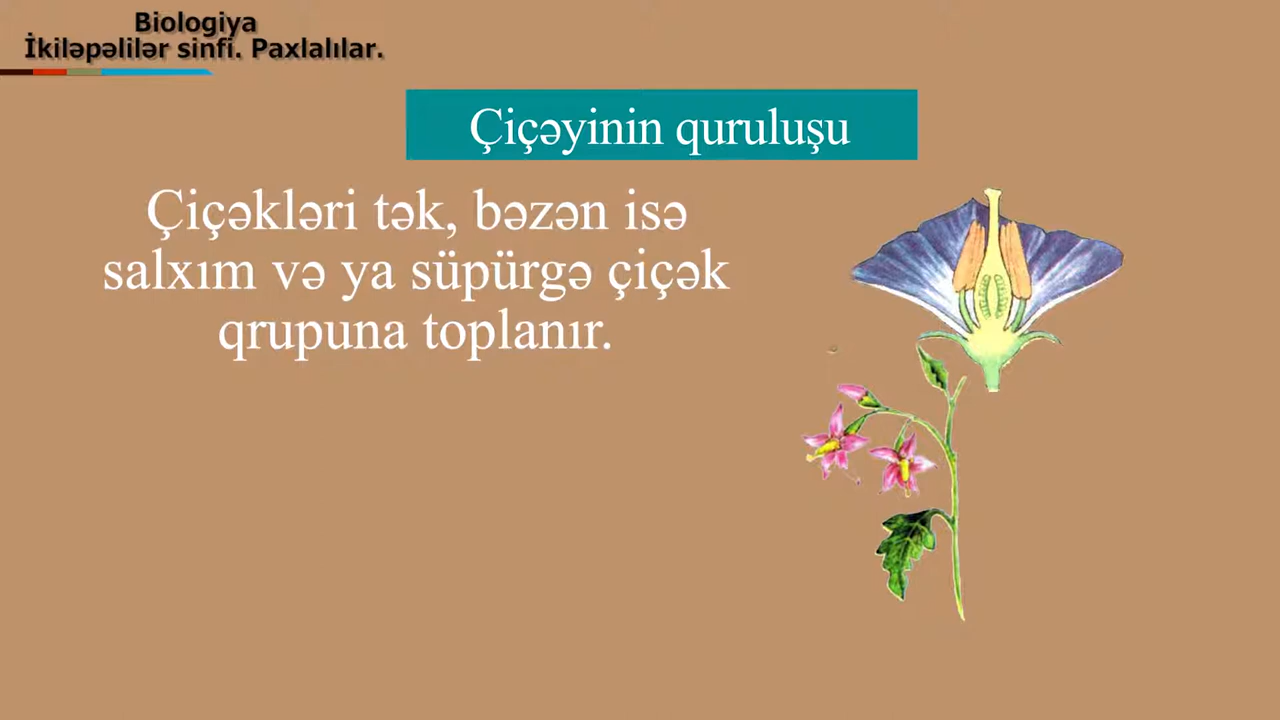 Biologiya
İkiləpəlilər sinfi. Paxlalılar.
Çiçəyinin quruluşu
Çiçəkləri tək, bəzən isə
salxım və ya süpürgə çiçək
qrupuna toplanır.